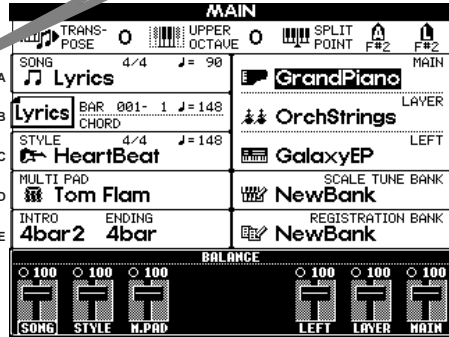 MAIN
TRANS-
POSE 0
UPPER
OCTAVE 0
SPLIT
POINT
A
F#2
L
F#2
SONG 4/4 ♩= 90
Lyrics
MAIN
GrandPiano
A
Lyrics
BAR 001- 1 ♩=148
CHORD
LAYER
OrchStrings
B
STYLE 4/4 ♩=148
HeartBeat
LEFT
GalaxyEP
C
MULTI PAD
Tom Flam
SCALE TUNE BANK
NewBank
D
INTRO ENDING
4bar2 4bar
REGISTRATION BANK
NewBank
E
BALANCE
100 100 100 100 100 100
SONG STYLE M.PAD LEFT LAYER MAIN